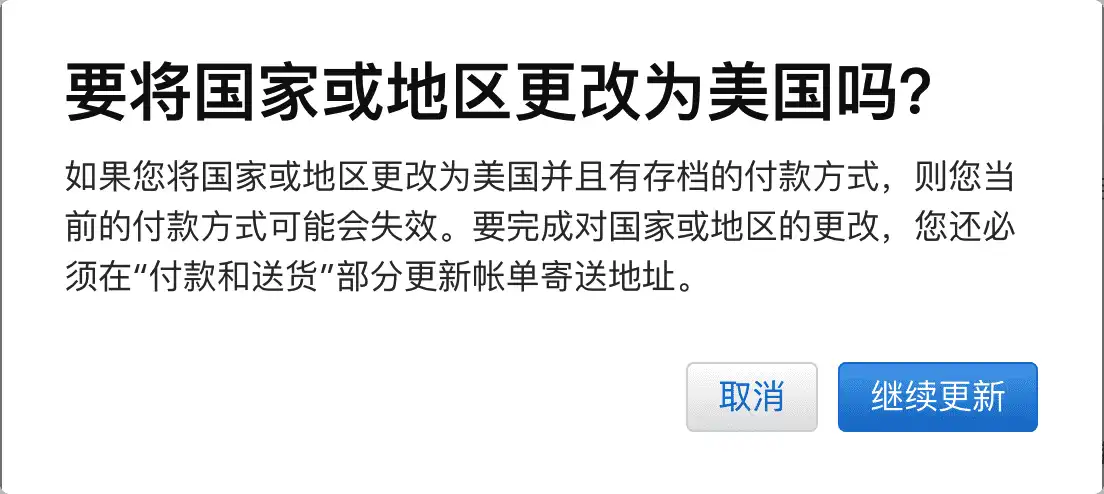 要将国家或地区更改为美国吗？
如果您将国家或地区更改为美国并且有存档的付款方式，则您当
前的付款方式可能会失效。要完成对国家或地区的更改，您还必
须在“付款和送货”部分更新帐单寄送地址。
取消
继续更新